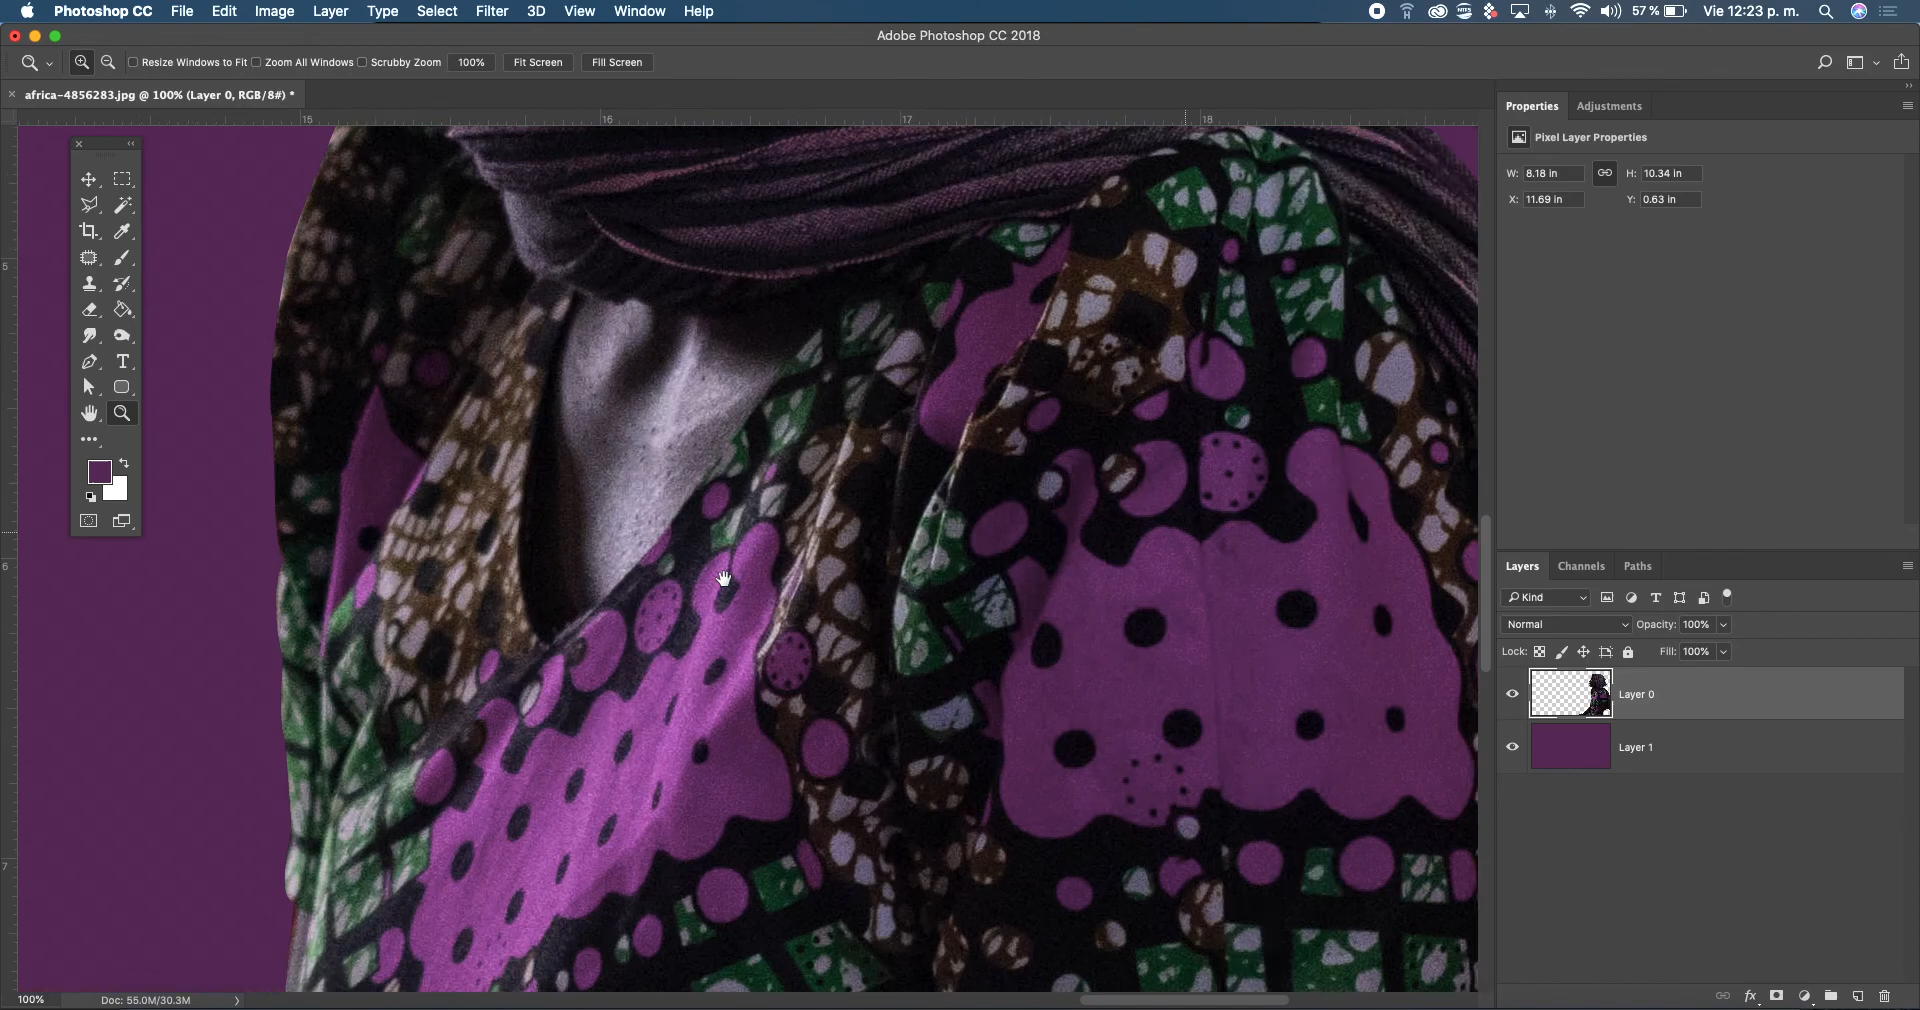 Photoshop CC File Edit Image Layer Type Select Filter 3D View Window Help 57 % Vie 12:23 p. m.
Adobe Photoshop CC 2018
Resize Windows to Fit Zoom All Windows Scrubby Zoom 100% Fit Screen Fill Screen
africa-4856283.jpg @ 100% (Layer 0, RGB/8#) *
15 16 17 18
5
6
7
Properties Adjustments
Pixel Layer Properties
W: 8.18 in H: 10.34 in
X: 11.69 in Y: 0.63 in
Layers Channels Paths
Kind
Normal Opacity: 100%
Lock: Fill: 100%
Layer 0
Layer 1
100% Doc: 55.0M/30.3M